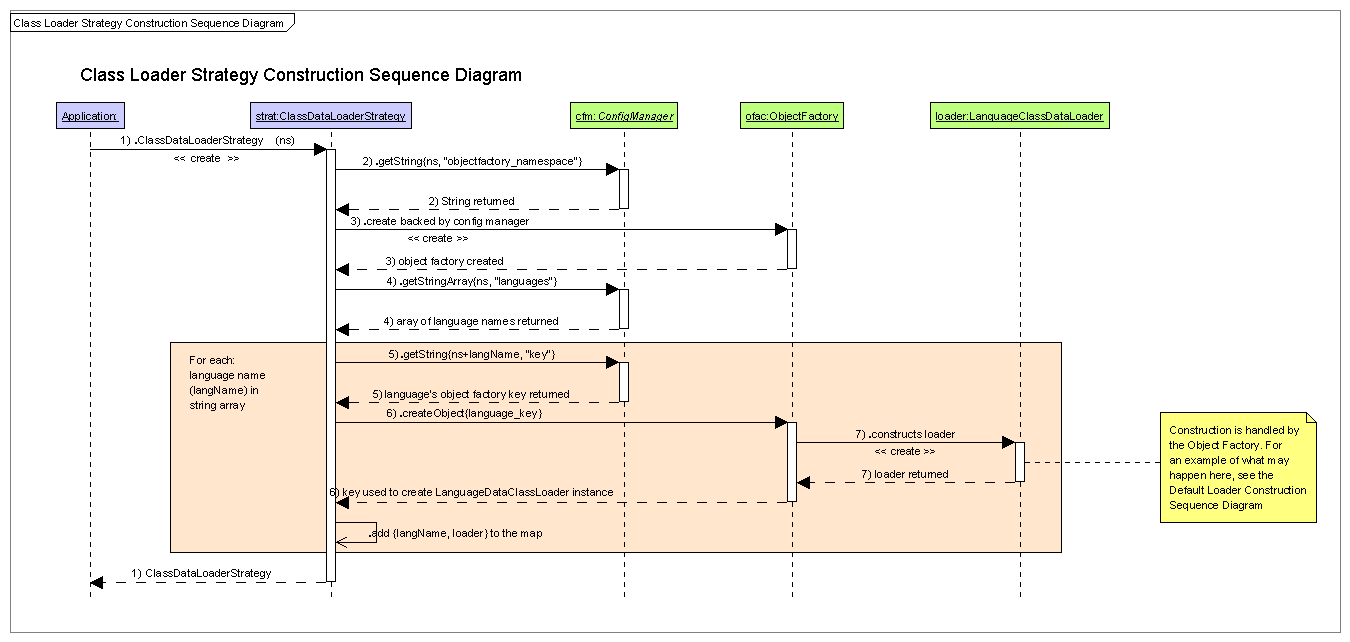 Class Loader Strategy Construction Sequence Diagram
Class Loader Strategy Construction Sequence Diagram
Application:
strat:ClassDataLoaderStrategy
cfm: ConfigManager
ofac:ObjectFactory
loader:LanguageClassDataLoader
1) .ClassDataLoaderStrategy (ns)
<< create >>
2) .getString{ns, "objectfactory_namespace"}
2) String returned
3) .create backed by config manager
<< create >>
3) object factory created
4) .getStringArray{ns, "languages"}
4) aray of language names returned
For each:
language name
(langName) in
string array
5) .getString{ns+langName, "key"}
5) language's object factory key returned
6) .createObject{language_key}
7) .constructs loader
<< create >>
7) loader returned
6) key used to create LanguageDataClassLoader instance
.add {langName, loader} to the map
Construction is handled by
the Object Factory. For
an example of what may
happen here, see the
Default Loader Construction
Sequence Diagram
1) ClassDataLoaderStrategy